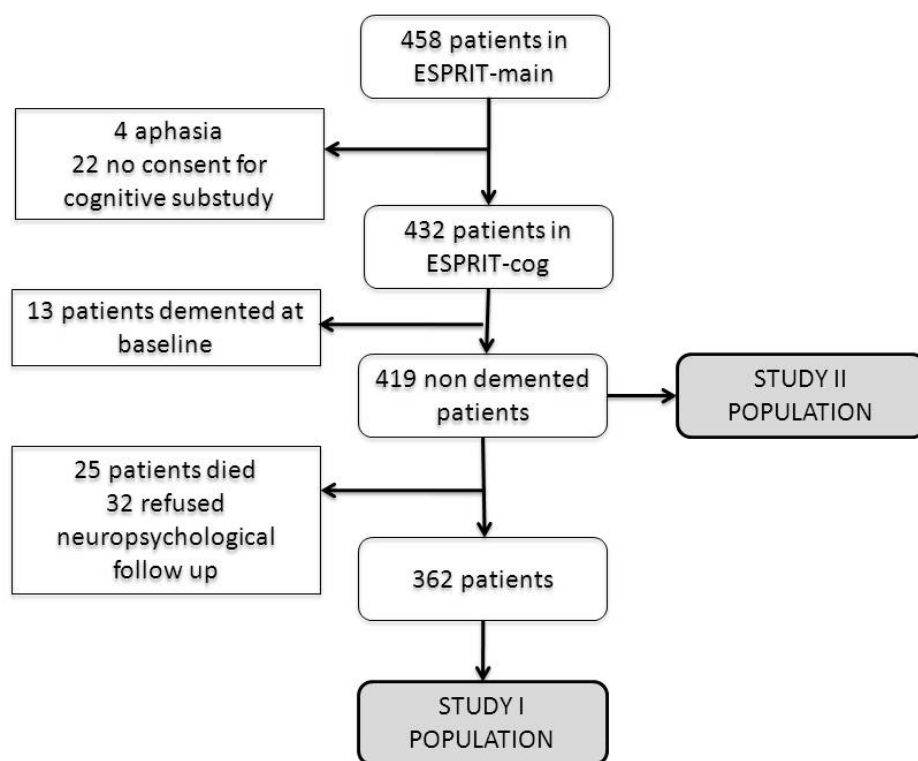 458 patients in
ESPRIT-main
4 aphasia
22 no consent for
cognitive substudy
432 patients in
ESPRIT-cog
13 patients demented at
baseline
419 non demented
patients
STUDY II
POPULATION
25 patients died
32 refused
neuropsychological
follow up
362 patients
STUDY I
POPULATION